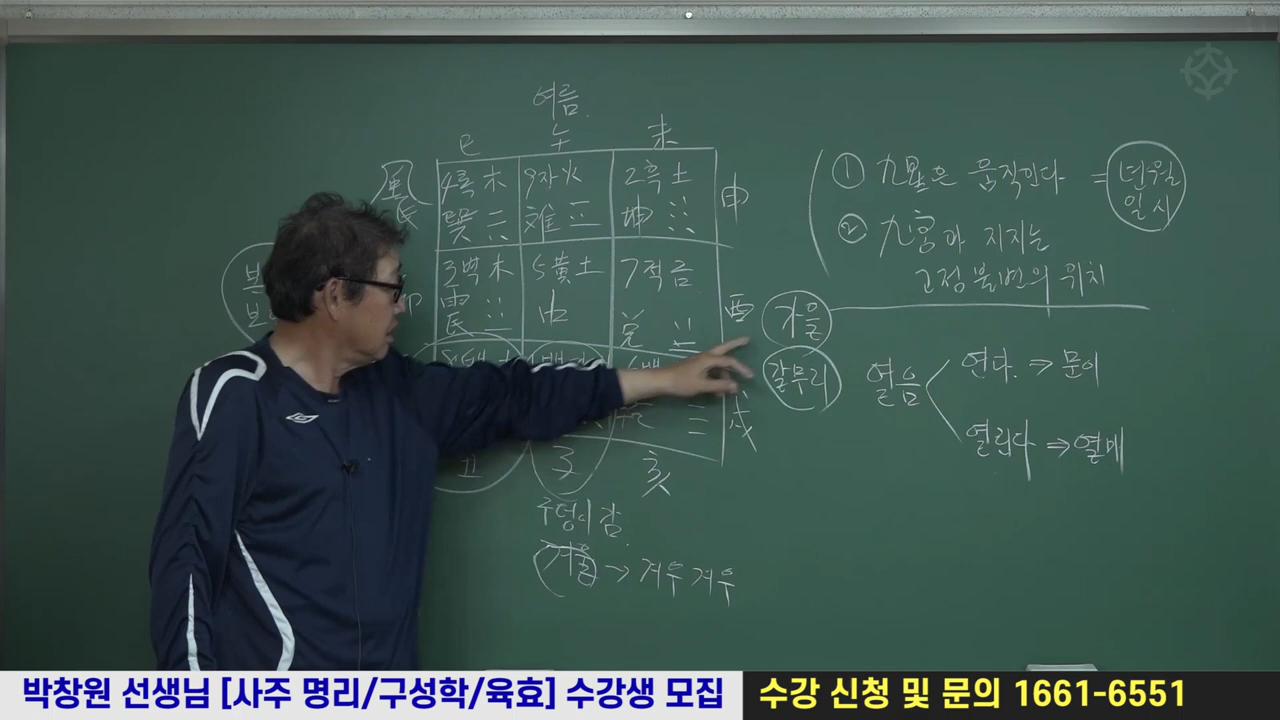 여름
巳 午 未
風 4록木 9자火 2흑土 申
巽 ☴ 離 ☲ 坤 ☷
3벽木 5黃土 7적금
卯 震 ☳ 中 兌 ☱ 酉
가을
갈무리
戌
丑 子 亥
구덩이 감
겨울 → 겨우 겨우
① 九星은 움직인다 = 년월일시
② 九宮과 지지는
고정불변의 위치
열음
연다. ⇒ 문이
열린다 ⇒ 열매
박창원 선생님 [사주 명리/구성학/육효] 수강생 모집
수강 신청 및 문의 1661-6551